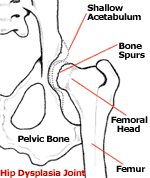 Shallow
Acetabulum
Bone
Spurs
Femoral
Head
Pelvic Bone
Femur
Hip Dysplasia Joint